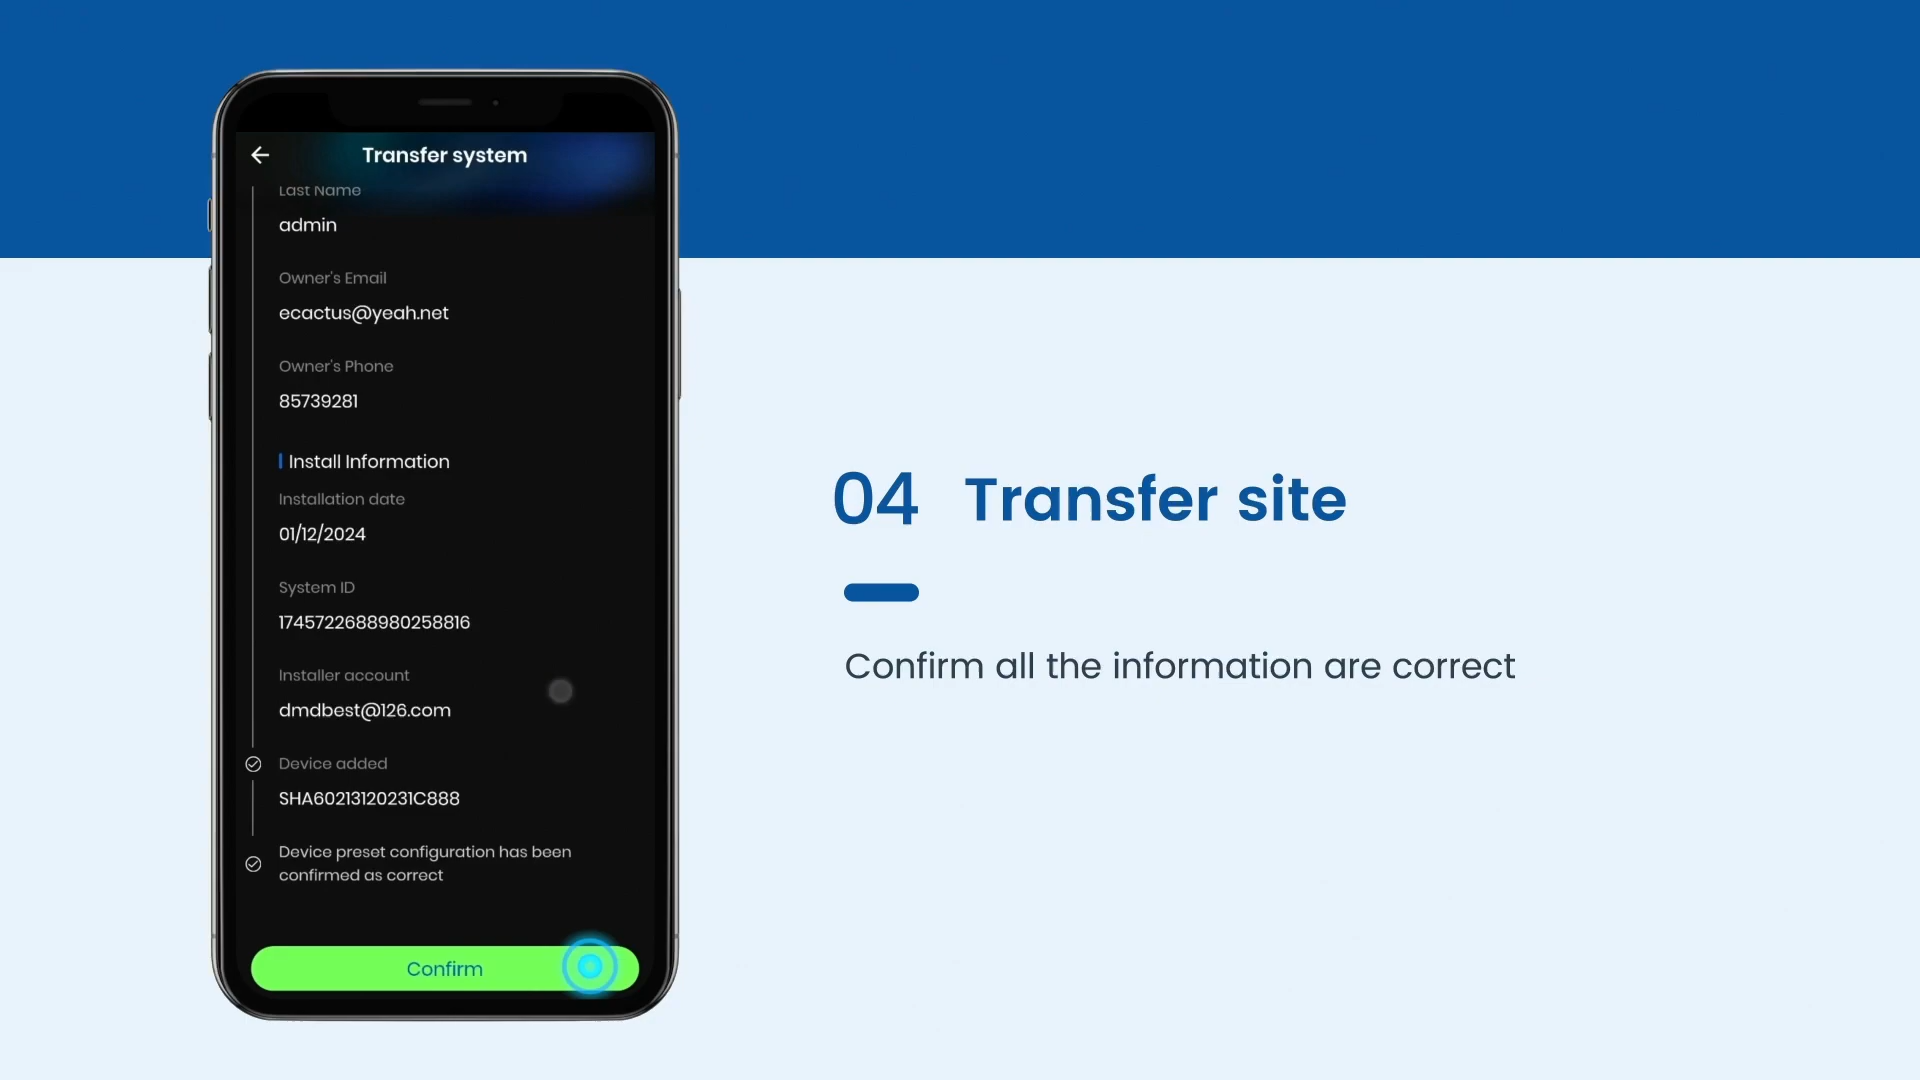 Transfer system
Last Name
admin
Owner's Email
ecactus@yeah.net
Owner's Phone
85739281
Install Information
Installation date
01/12/2024
System ID
1745722688980258816
Installer account
dmdbest@126.com
Device added
SHA60213120231C888
Device preset configuration has been
confirmed as correct
Confirm
04 Transfer site
Confirm all the information are correct